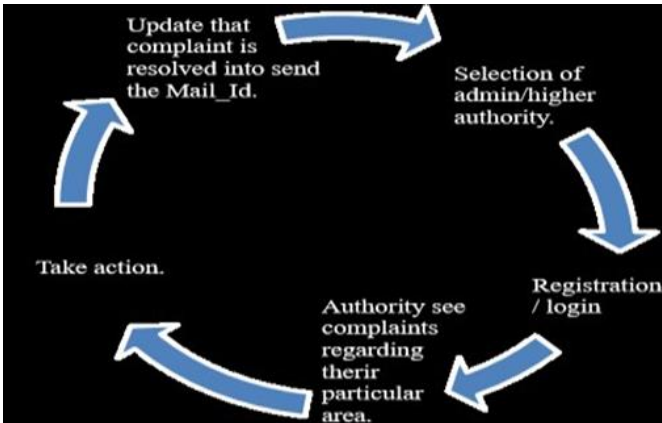 Update that
complaint is
resolved into send
the Mail_Id.
Selection of
admin/higher
authority.
Registration
/ login
Authority see
complaints
regarding
therir
particular
area.
Take action.